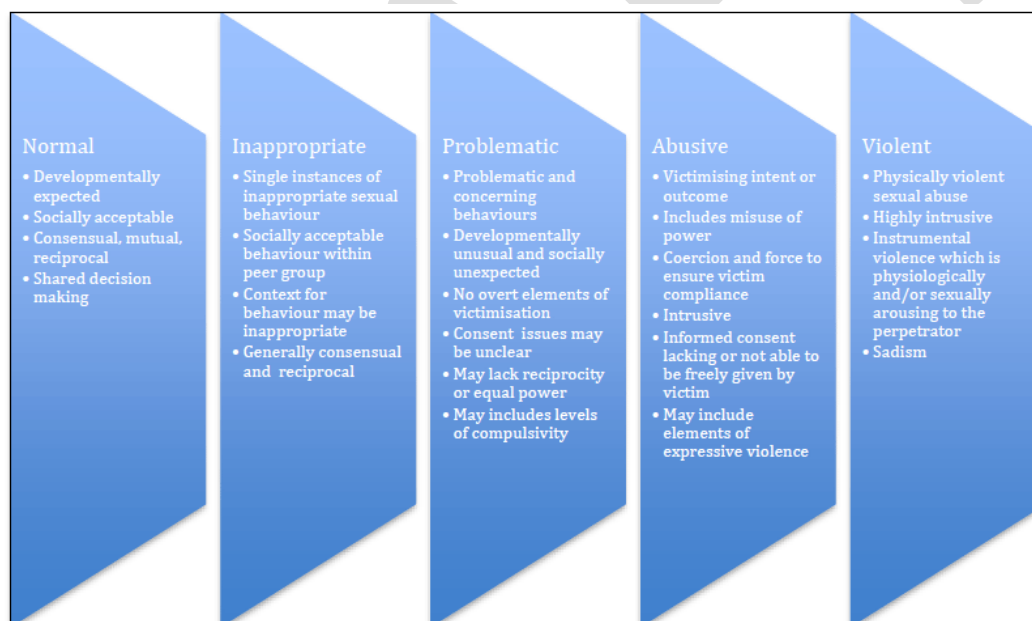 Normal
• Developmentally
expected
• Socially acceptable
• Consensual, mutual,
reciprocal
• Shared decision
making
Inappropriate
• Single instances of
inappropriate sexual
behaviour
• Socially acceptable
behaviour within
peer group
• Context for
behaviour may be
inappropriate
• Generally consensual
and reciprocal
Problematic
• Problematic and
concerning
behaviours
• Developmentally
unusual and socially
unexpected
• No overt elements of
victimisation
• Consent issues may
be unclear
• May lack reciprocity
or equal power
• May includes levels
of compulsivity
Abusive
• Victimising intent or
outcome
• Includes misuse of
power
• Coercion and force to
ensure victim
compliance
• Intrusive
• Informed consent
lacking or not able to
be freely given by
victim
• May include
elements of
expressive violence
Violent
• Physically violent
sexual abuse
• Highly intrusive
• Instrumental
violence which is
physiologically
and/or sexually
arousing to the
perpetrator
• Sadism